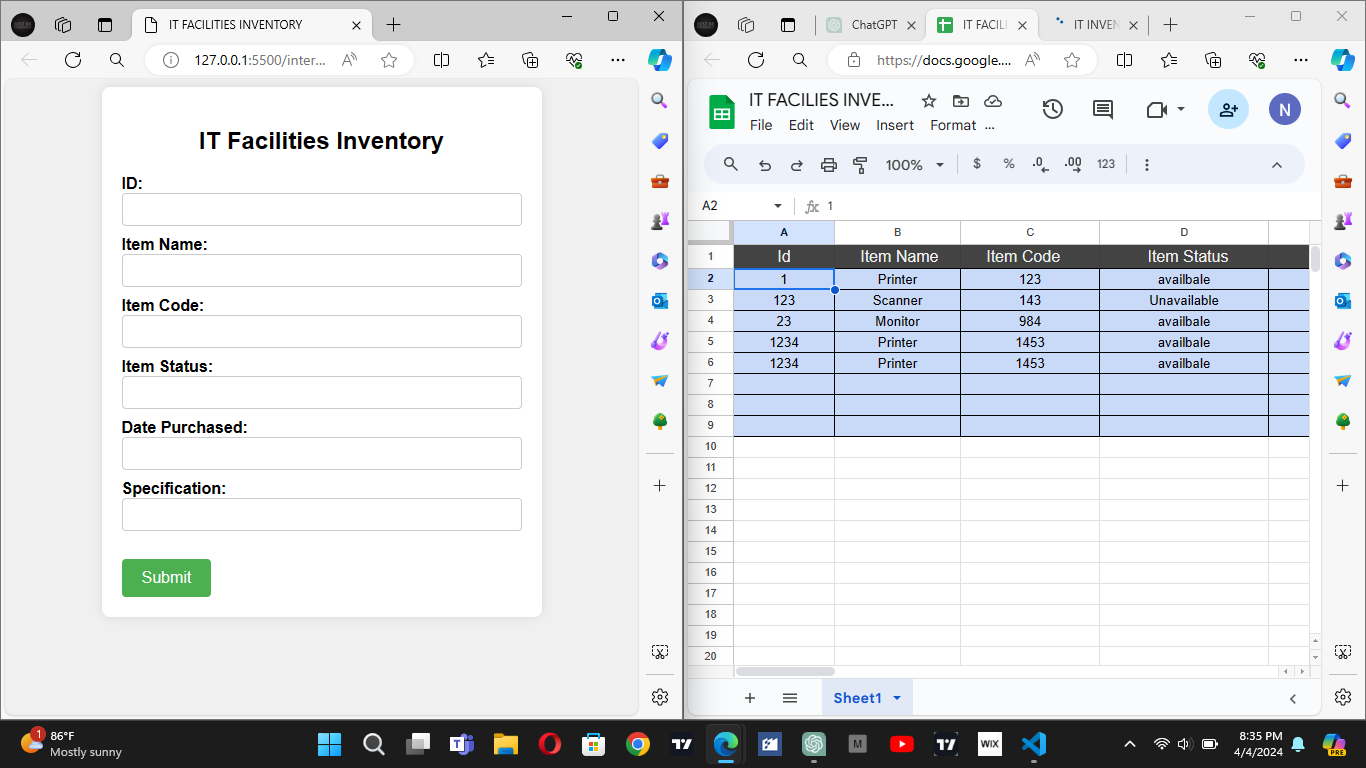 IT FACILITIES INVENTORY
127.0.0.1:5500/inter...
IT Facilities Inventory
ID:
Item Name:
Item Code:
Item Status:
Date Purchased:
Specification:
Submit
ChatGPT
IT FACILI
IT INVEN
https://docs.google....
IT FACILIES INVE...
File Edit View Insert Format ...
N
100% $ % .0 .00 123
A2
fx 1
A B C D
1 Id Item Name Item Code Item Status
2 1 Printer 123 availbale
3 123 Scanner 143 Unavailable
4 23 Monitor 984 availbale
5 1234 Printer 1453 availbale
6 1234 Printer 1453 availbale
7
8
9
10
11
12
13
14
15
16
17
18
19
20
Sheet1
1
86°F
Mostly sunny
WIX
PRE
8:35 PM
4/4/2024